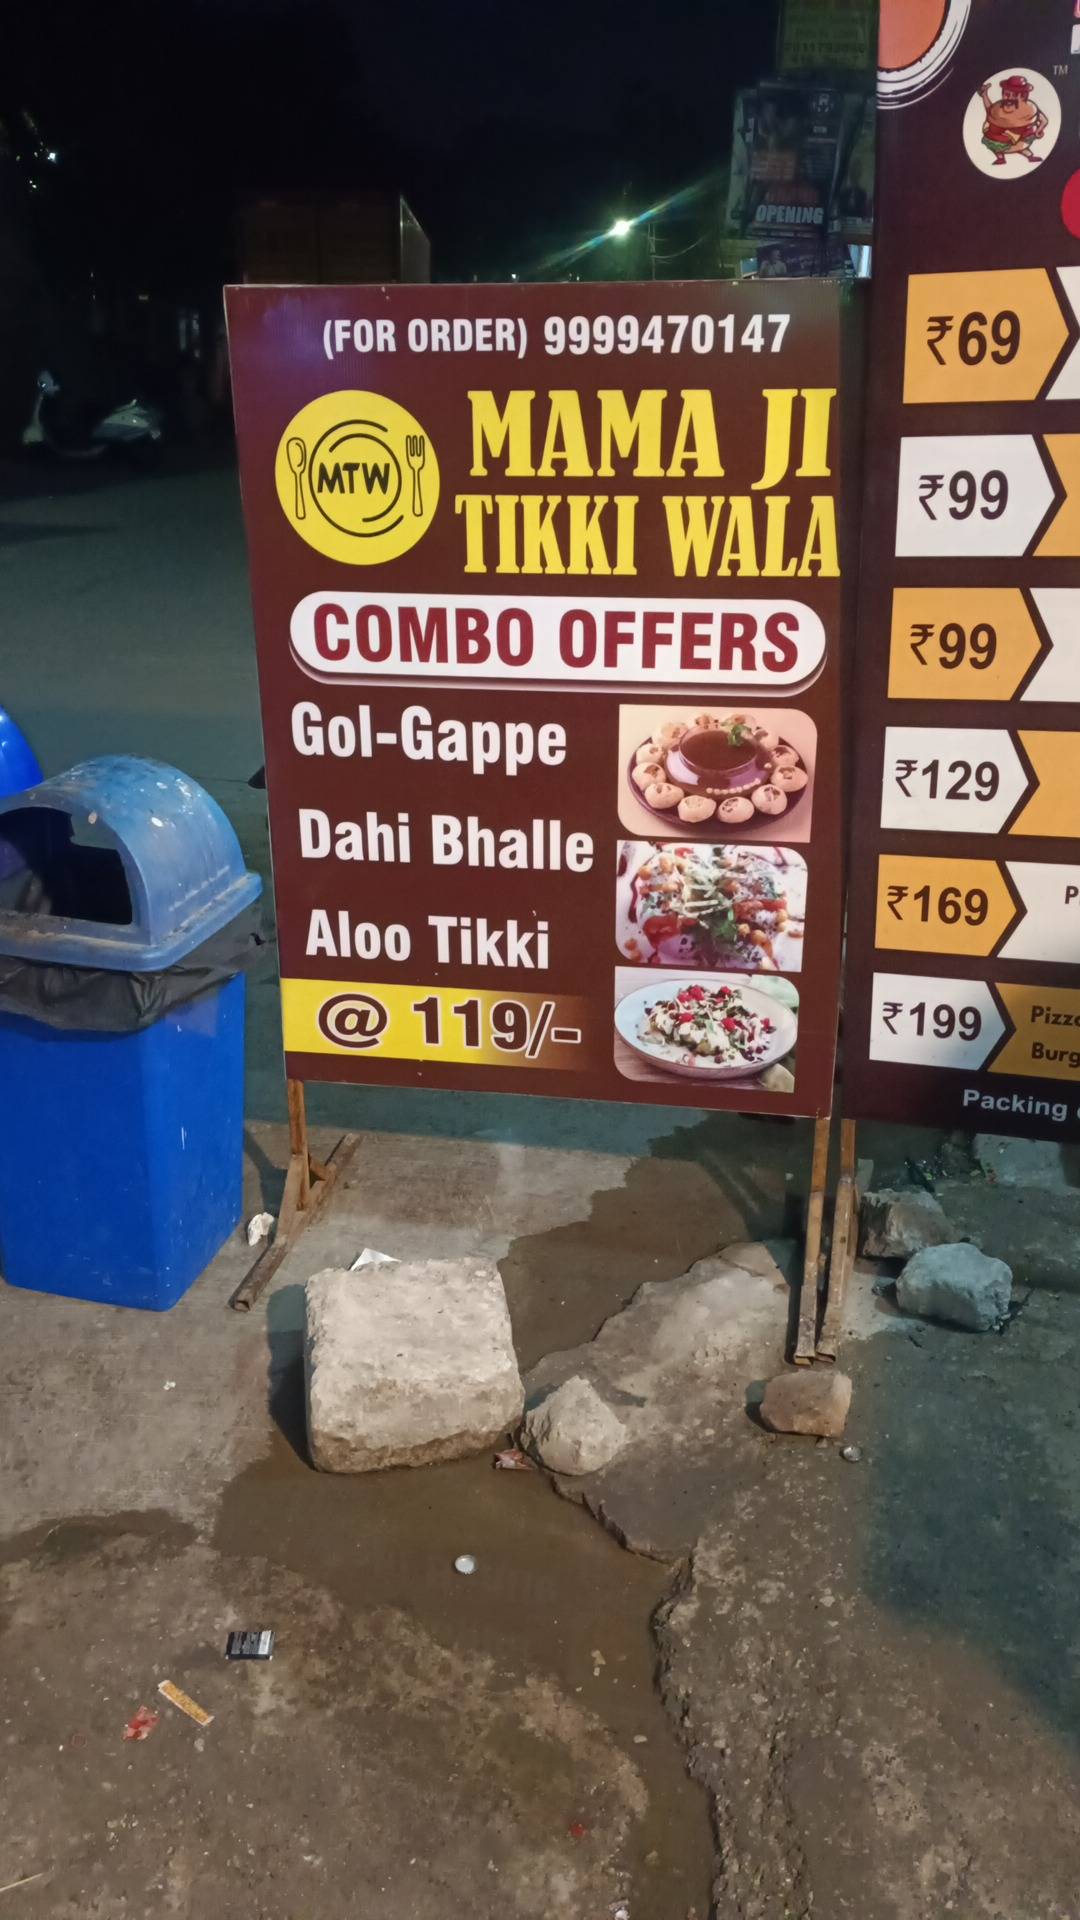 (FOR ORDER) 9999470147
MTW
MAMA JI
TIKKI WALA
COMBO OFFERS
Gol-Gappe
Dahi Bhalle
Aloo Tikki
@ 119/-
OPENING
TM
₹69
₹99
₹99
₹129
₹169
₹199
Packing